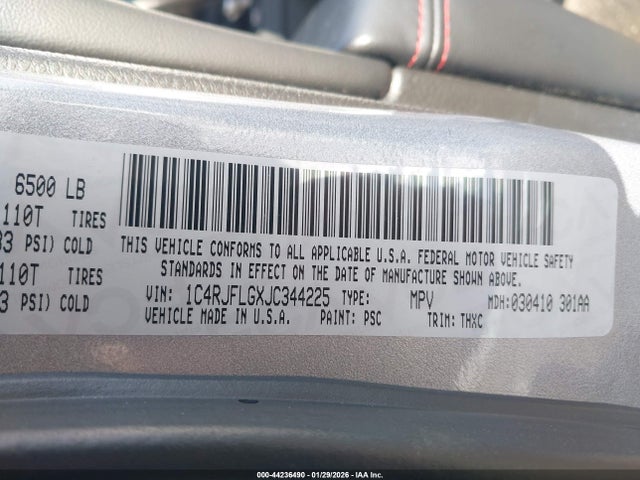 6500 LB
110T TIRES
33 PSI) COLD
110T TIRES
3 PSI) COLD
THIS VEHICLE CONFORMS TO ALL APPLICABLE U.S.A. FEDERAL MOTOR VEHICLE SAFETY
STANDARDS IN EFFECT ON THE DATE OF MANUFACTURE SHOWN ABOVE.
VIN: 1C4RJFLGXJC344225 TYPE: MPV MDH:030410 301AA
VEHICLE MADE IN U.S.A. PAINT: PSC TRIM: THXC
000-44236490 - 01/29/2026 - IAA Inc.